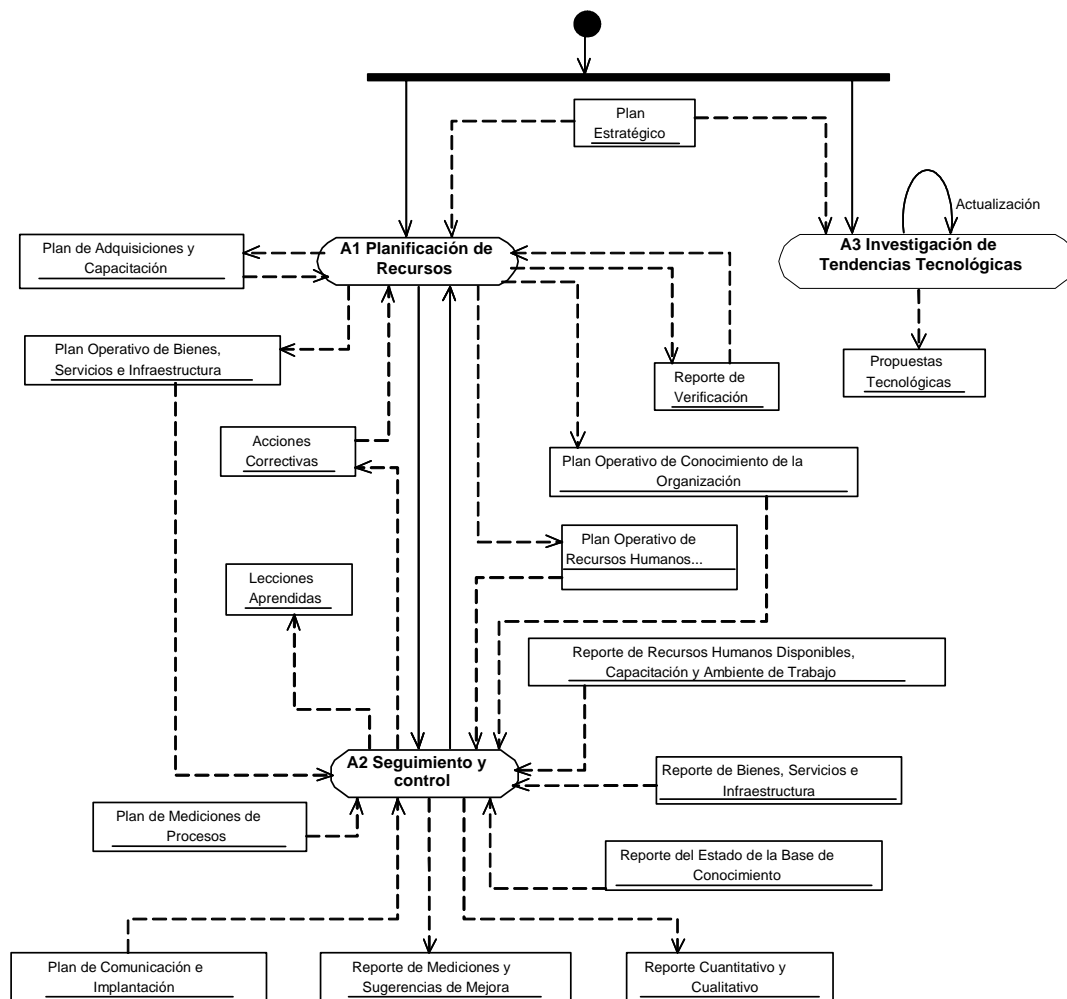 Plan
Estratégico
Actualización
A1 Planificación de
Recursos
A3 Investigación de
Tendencias Tecnológicas
Plan de Adquisiciones y
Capacitación
Plan Operativo de Bienes,
Servicios e Infraestructura
Reporte de
Verificación
Propuestas
Tecnológicas
Acciones
Correctivas
Plan Operativo de Conocimiento de la
Organización
Plan Operativo de
Recursos Humanos...
Lecciones
Aprendidas
Reporte de Recursos Humanos Disponibles,
Capacitación y Ambiente de Trabajo
A2 Seguimiento y
control
Reporte de Bienes, Servicios e
Infraestructura
Plan de Mediciones de
Procesos
Reporte del Estado de la Base de
Conocimiento
Plan de Comunicación e
Implantación
Reporte de Mediciones y
Sugerencias de Mejora
Reporte Cuantitativo y
Cualitativo